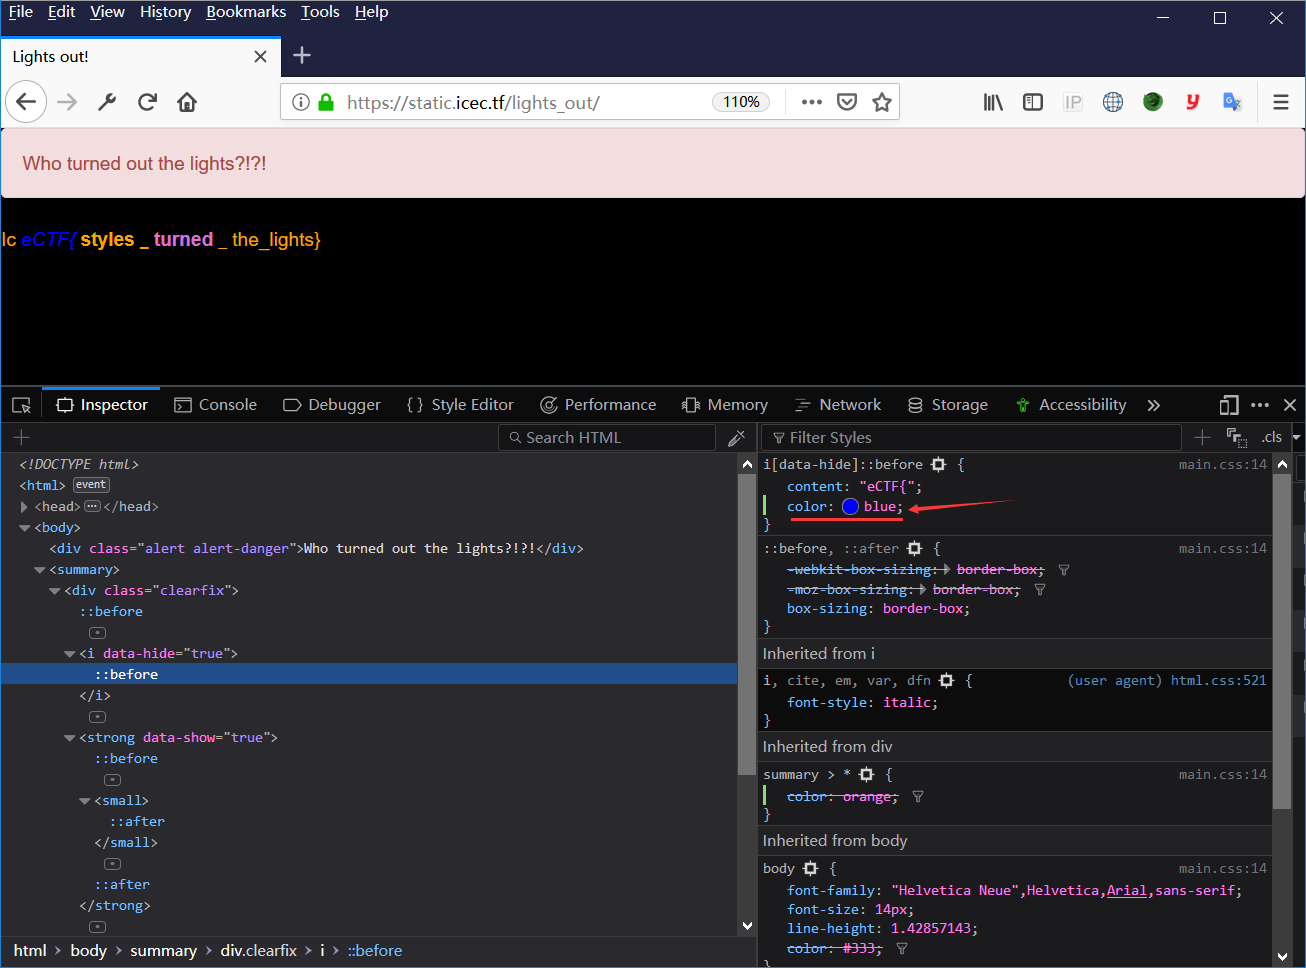 File Edit View History Bookmarks Tools Help
Lights out!
https://static.icec.tf/lights_out/ 110% IP y G
Who turned out the lights?!?!
Ic eCTF{ styles _ turned _ the_lights}
Inspector Console Debugger {} Style Editor Performance Memory Network Storage Accessibility
Search HTML
Filter Styles .cls
<!DOCTYPE html>
<html> event
<head> </head>
<body>
<div class="alert alert-danger">Who turned out the lights?!?!</div>
<summary>
<div class="clearfix">
::before
<i data-hide="true">
::before
</i>
<strong data-show="true">
::before
<small>
::after
</small>
::after
</strong>
html > body > summary > div.clearfix > i > ::before
i[data-hide]::before { main.css:14
content: "eCTF{";
color: blue;
}
::before, ::after { main.css:14
-webkit-box-sizing: border-box;
-moz-box-sizing: border-box;
box-sizing: border-box;
}
Inherited from i
i, cite, em, var, dfn { (user agent) html.css:521
font-style: italic;
}
Inherited from div
summary > * { main.css:14
color: orange;
}
Inherited from body
body { main.css:14
font-family: "Helvetica Neue",Helvetica,Arial,sans-serif;
font-size: 14px;
line-height: 1.42857143;
color: #333;
}